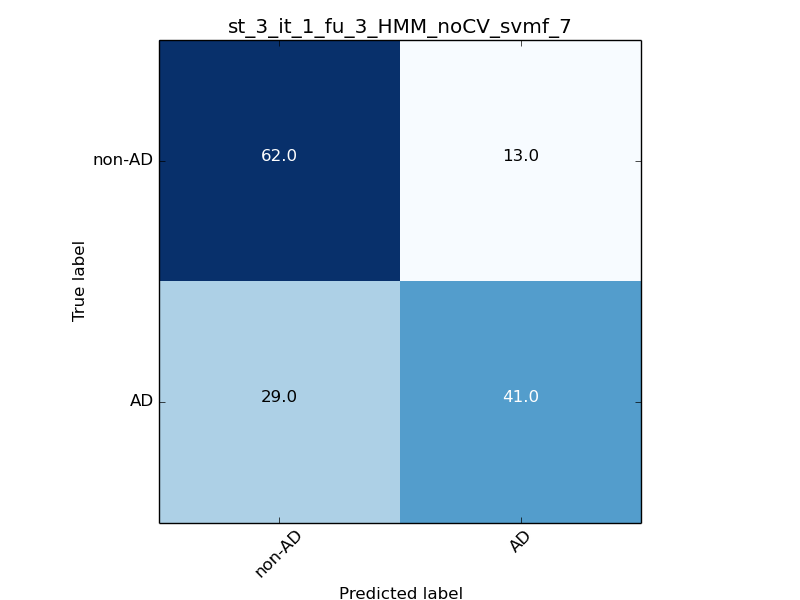 st_3_it_1_fu_3_HMM_noCV_svmf_7
non-AD
62.0
13.0
True label
AD
29.0
41.0
non-AD
AD
Predicted label